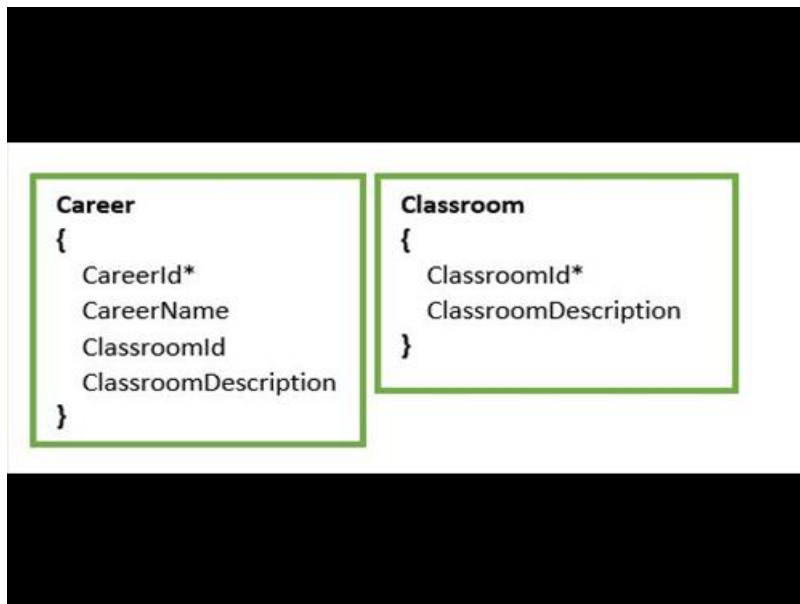 Career
{
CareerId*
CareerName
ClassroomId
ClassroomDescription
}
Classroom
{
ClassroomId*
ClassroomDescription
}